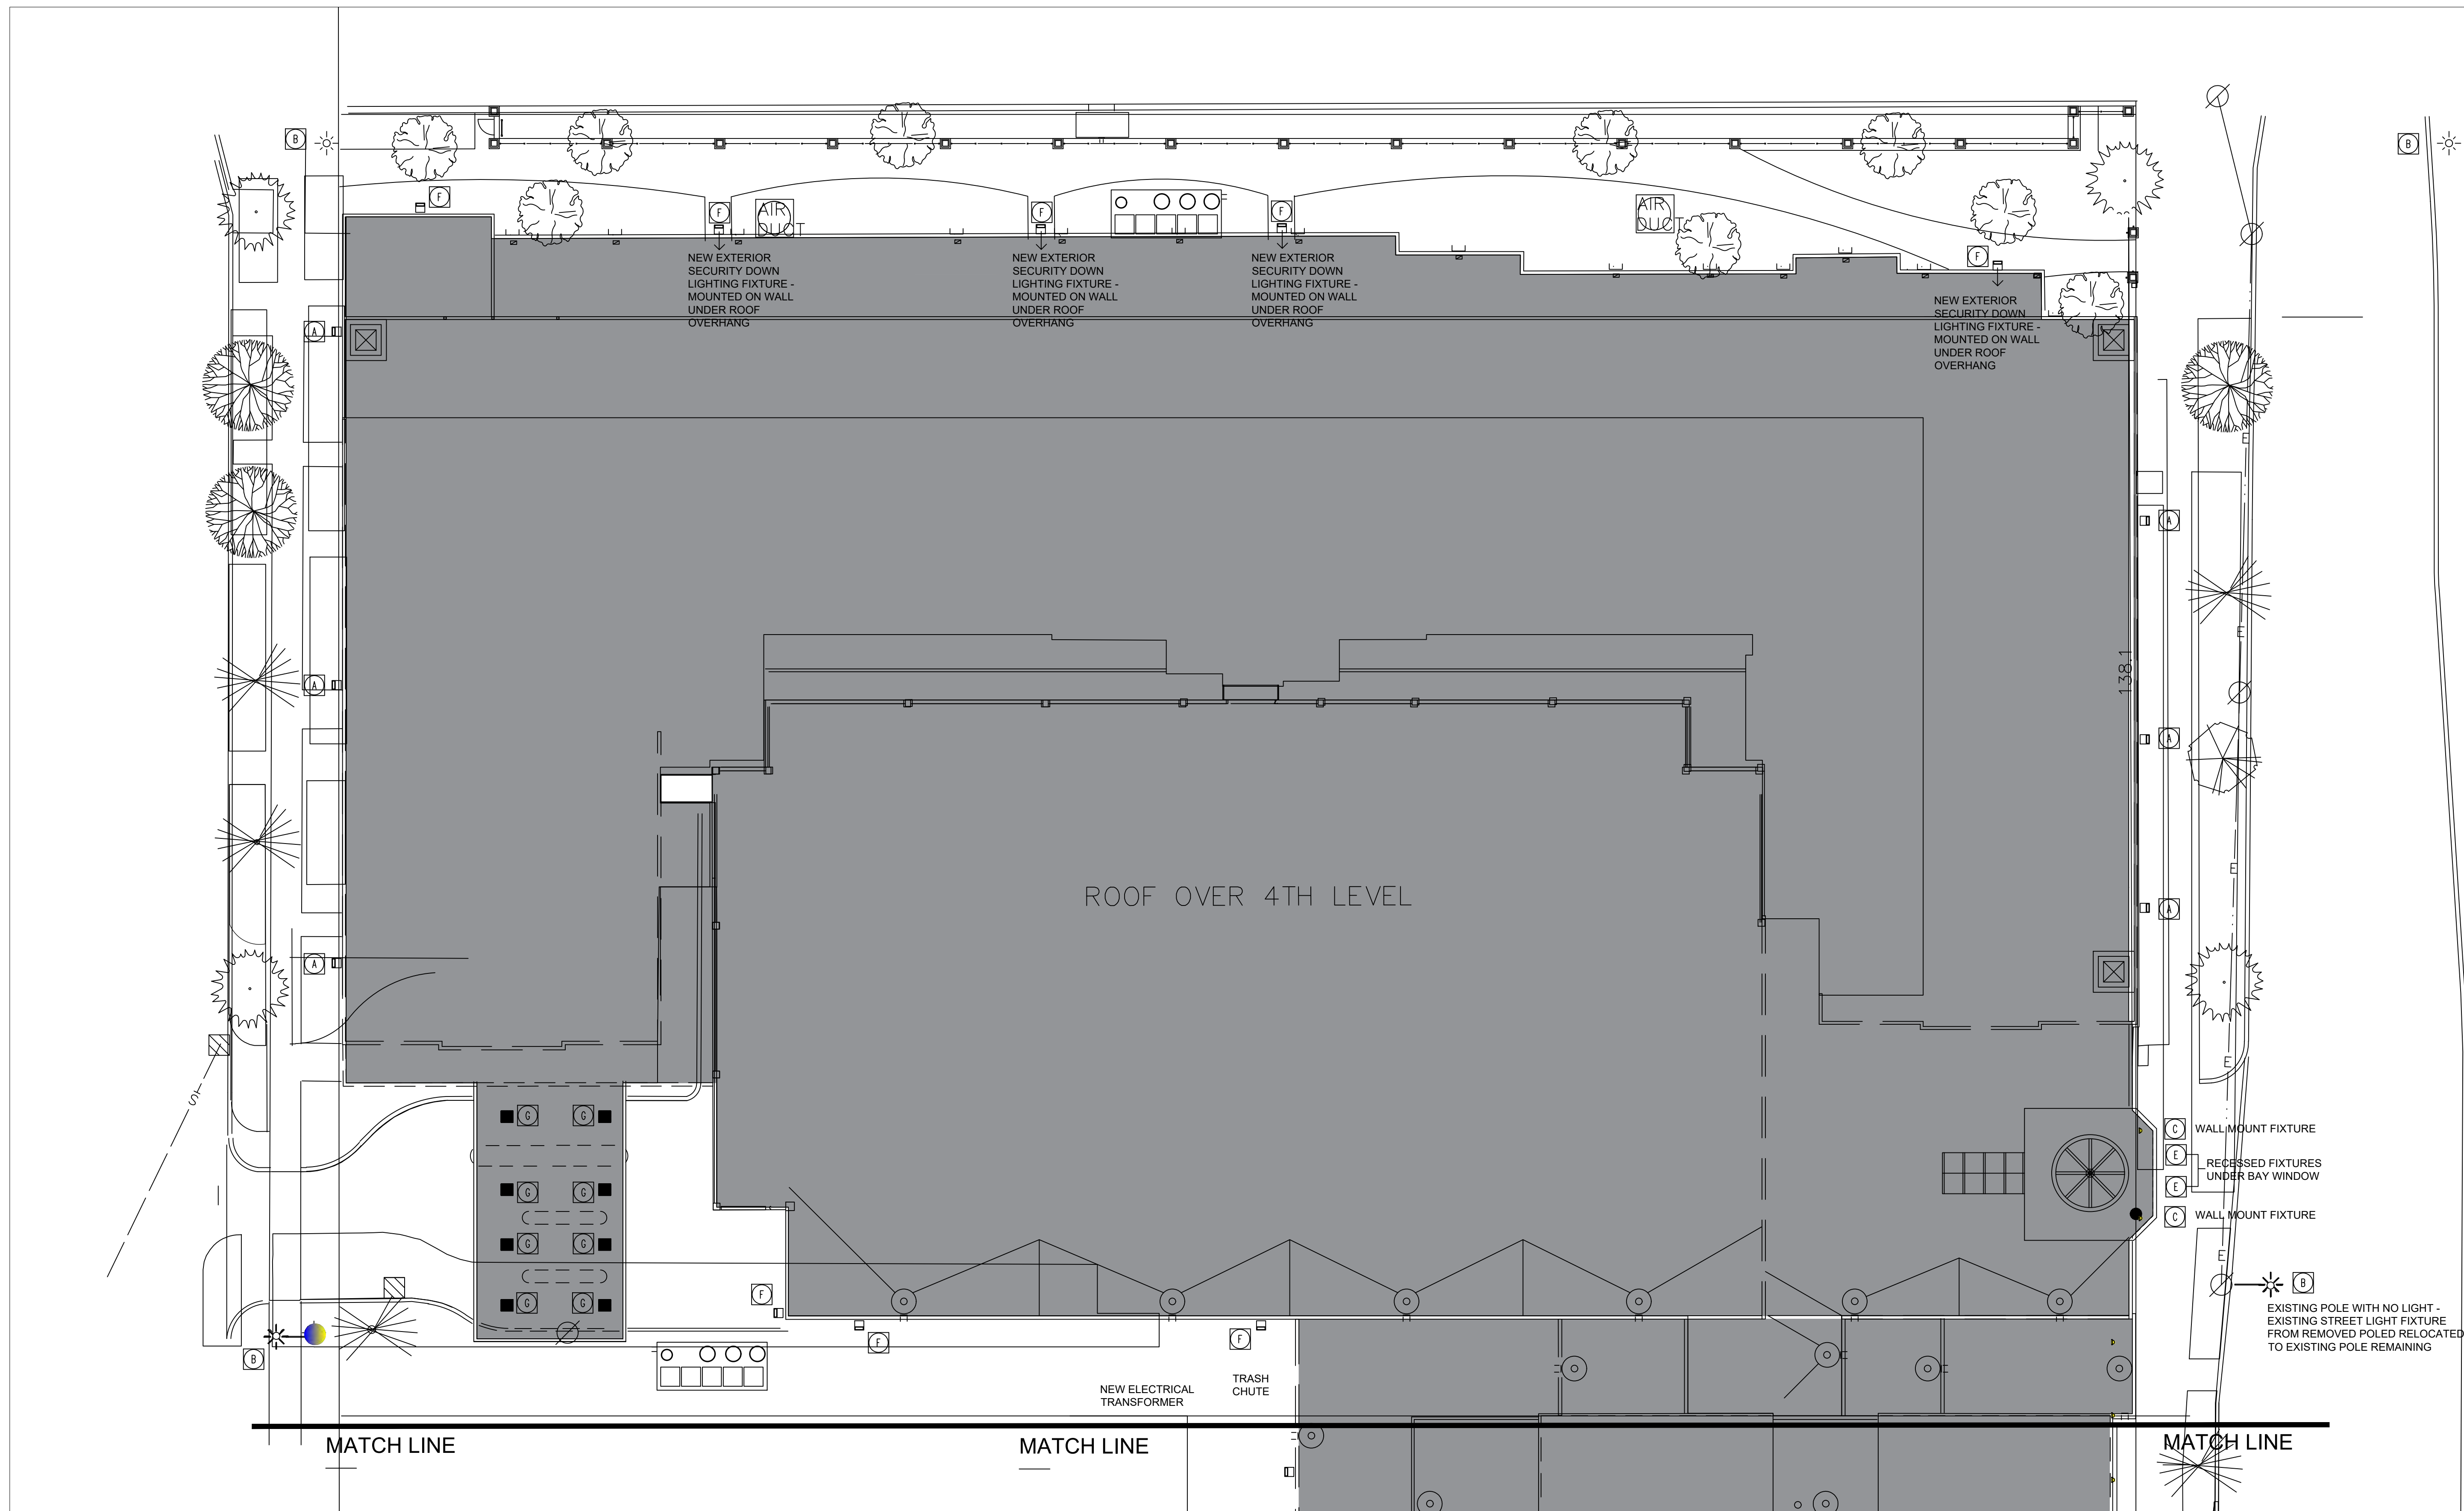 B
B
F
F
AIR
DUCT
F
F
AIR
DUCT
F
NEW EXTERIOR
SECURITY DOWN
LIGHTING FIXTURE -
MOUNTED ON WALL
UNDER ROOF
OVERHANG
NEW EXTERIOR
SECURITY DOWN
LIGHTING FIXTURE -
MOUNTED ON WALL
UNDER ROOF
OVERHANG
NEW EXTERIOR
SECURITY DOWN
LIGHTING FIXTURE -
MOUNTED ON WALL
UNDER ROOF
OVERHANG
NEW EXTERIOR
SECURITY DOWN
LIGHTING FIXTURE -
MOUNTED ON WALL
UNDER ROOF
OVERHANG
A
E
A
E
138.1
A
A
E
ROOF OVER 4TH LEVEL
A
A
E
S
G
G
C
WALL MOUNT FIXTURE
E
RECESSED FIXTURES
UNDER BAY WINDOW
E
G
G
C
WALL MOUNT FIXTURE
G
G
E
B
F
G
G
EXISTING POLE WITH NO LIGHT -
EXISTING STREET LIGHT FIXTURE
FROM REMOVED POLED RELOCATED
TO EXISTING POLE REMAINING
F
F
B
NEW ELECTRICAL
TRANSFORMER
TRASH
CHUTE
MATCH LINE
MATCH LINE
MATCH LINE